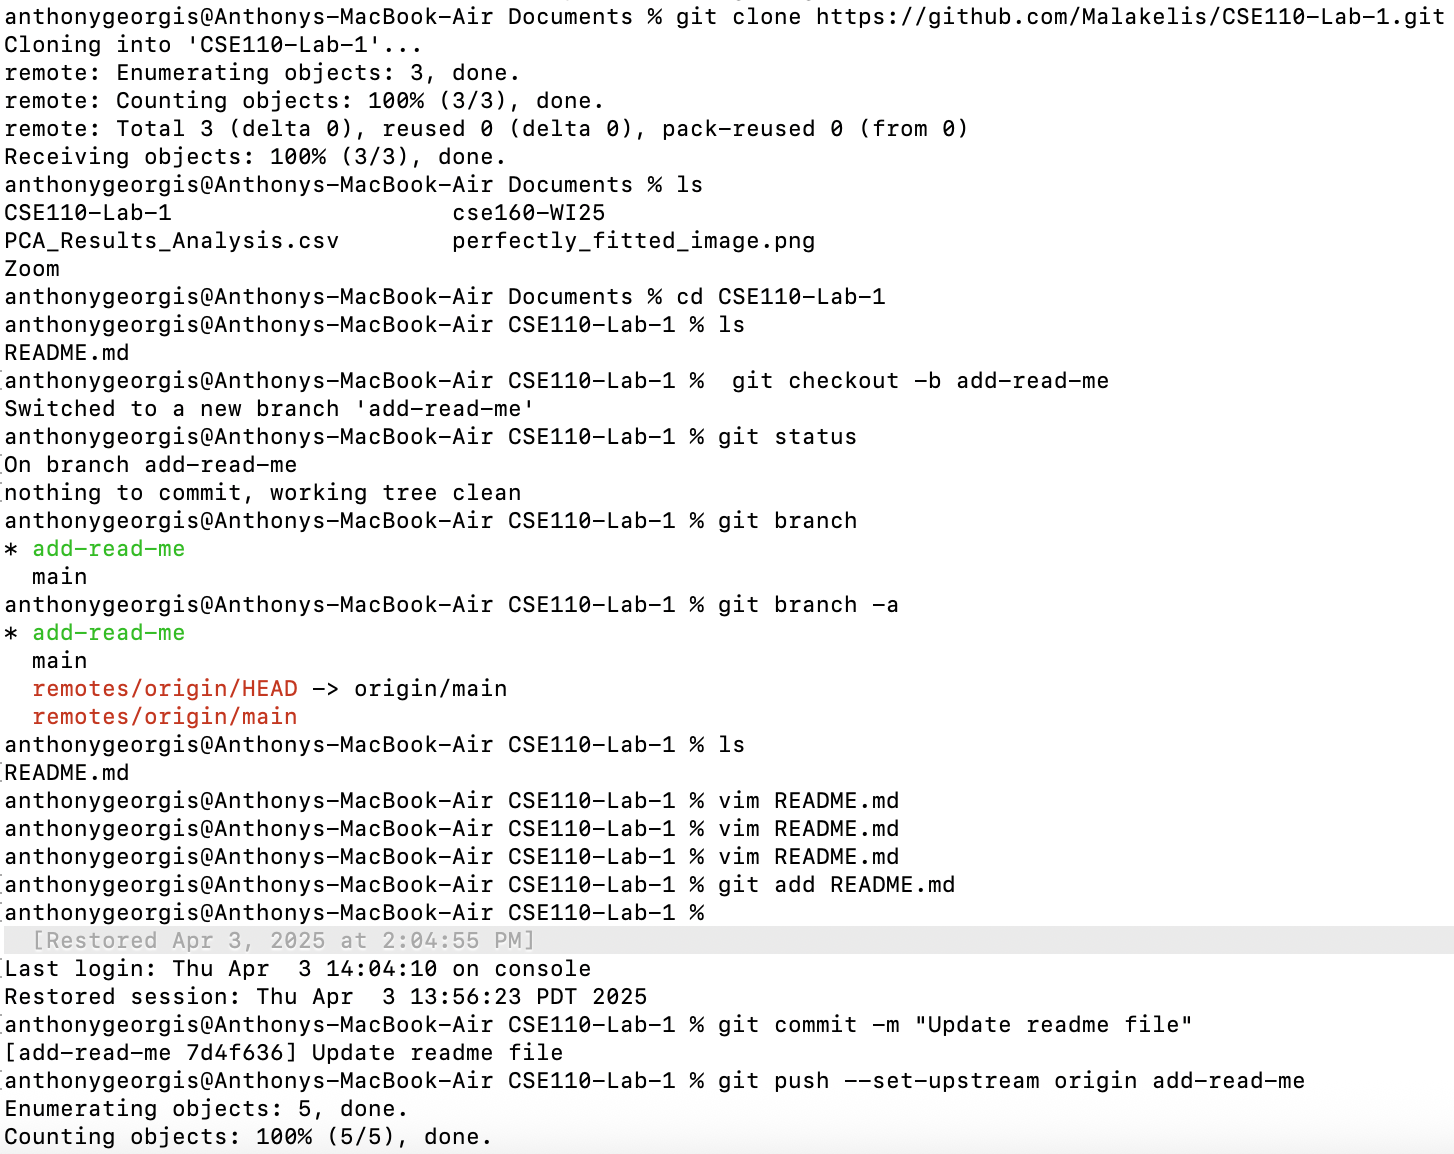 anthonygeorgis@Anthonys-MacBook-Air Documents % git clone https://github.com/Malakelis/CSE110-Lab-1.git
Cloning into 'CSE110-Lab-1'...
remote: Enumerating objects: 3, done.
remote: Counting objects: 100% (3/3), done.
remote: Total 3 (delta 0), reused 0 (delta 0), pack-reused 0 (from 0)
Receiving objects: 100% (3/3), done.
anthonygeorgis@Anthonys-MacBook-Air Documents % ls
CSE110-Lab-1                    cse160-WI25
PCA_Results_Analysis.csv        perfectly_fitted_image.png
Zoom
anthonygeorgis@Anthonys-MacBook-Air Documents % cd CSE110-Lab-1
anthonygeorgis@Anthonys-MacBook-Air CSE110-Lab-1 % ls
README.md
anthonygeorgis@Anthonys-MacBook-Air CSE110-Lab-1 %  git checkout -b add-read-me
Switched to a new branch 'add-read-me'
anthonygeorgis@Anthonys-MacBook-Air CSE110-Lab-1 % git status
On branch add-read-me
nothing to commit, working tree clean
anthonygeorgis@Anthonys-MacBook-Air CSE110-Lab-1 % git branch
* add-read-me
  main
anthonygeorgis@Anthonys-MacBook-Air CSE110-Lab-1 % git branch -a
* add-read-me
  main
  remotes/origin/HEAD -> origin/main
  remotes/origin/main
anthonygeorgis@Anthonys-MacBook-Air CSE110-Lab-1 % ls
README.md
anthonygeorgis@Anthonys-MacBook-Air CSE110-Lab-1 % vim README.md
anthonygeorgis@Anthonys-MacBook-Air CSE110-Lab-1 % vim README.md
anthonygeorgis@Anthonys-MacBook-Air CSE110-Lab-1 % vim README.md
anthonygeorgis@Anthonys-MacBook-Air CSE110-Lab-1 % git add README.md
anthonygeorgis@Anthonys-MacBook-Air CSE110-Lab-1 %
  [Restored Apr 3, 2025 at 2:04:55 PM]
Last login: Thu Apr  3 14:04:10 on console
Restored session: Thu Apr  3 13:56:23 PDT 2025
anthonygeorgis@Anthonys-MacBook-Air CSE110-Lab-1 % git commit -m "Update readme file"
[add-read-me 7d4f636] Update readme file
anthonygeorgis@Anthonys-MacBook-Air CSE110-Lab-1 % git push --set-upstream origin add-read-me
Enumerating objects: 5, done.
Counting objects: 100% (5/5), done.